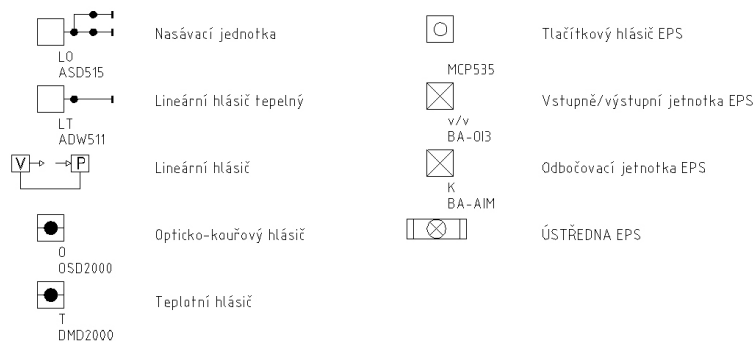 Nasávací jednotka
LO
ASD515
Lineární hlásič tepelný
LT
ADW511
V
P
Lineární hlásič
Opticko-kouřový hlásič
O
OSD2000
Teplotní hlásič
T
DMD2000
Tlačítkový hlásič EPS
MCP535
Vstupně/výstupní jetnotka EPS
v/v
BA-OI3
Odbočovací jetnotka EPS
K
BA-AIM
ÚSTŘEDNA EPS